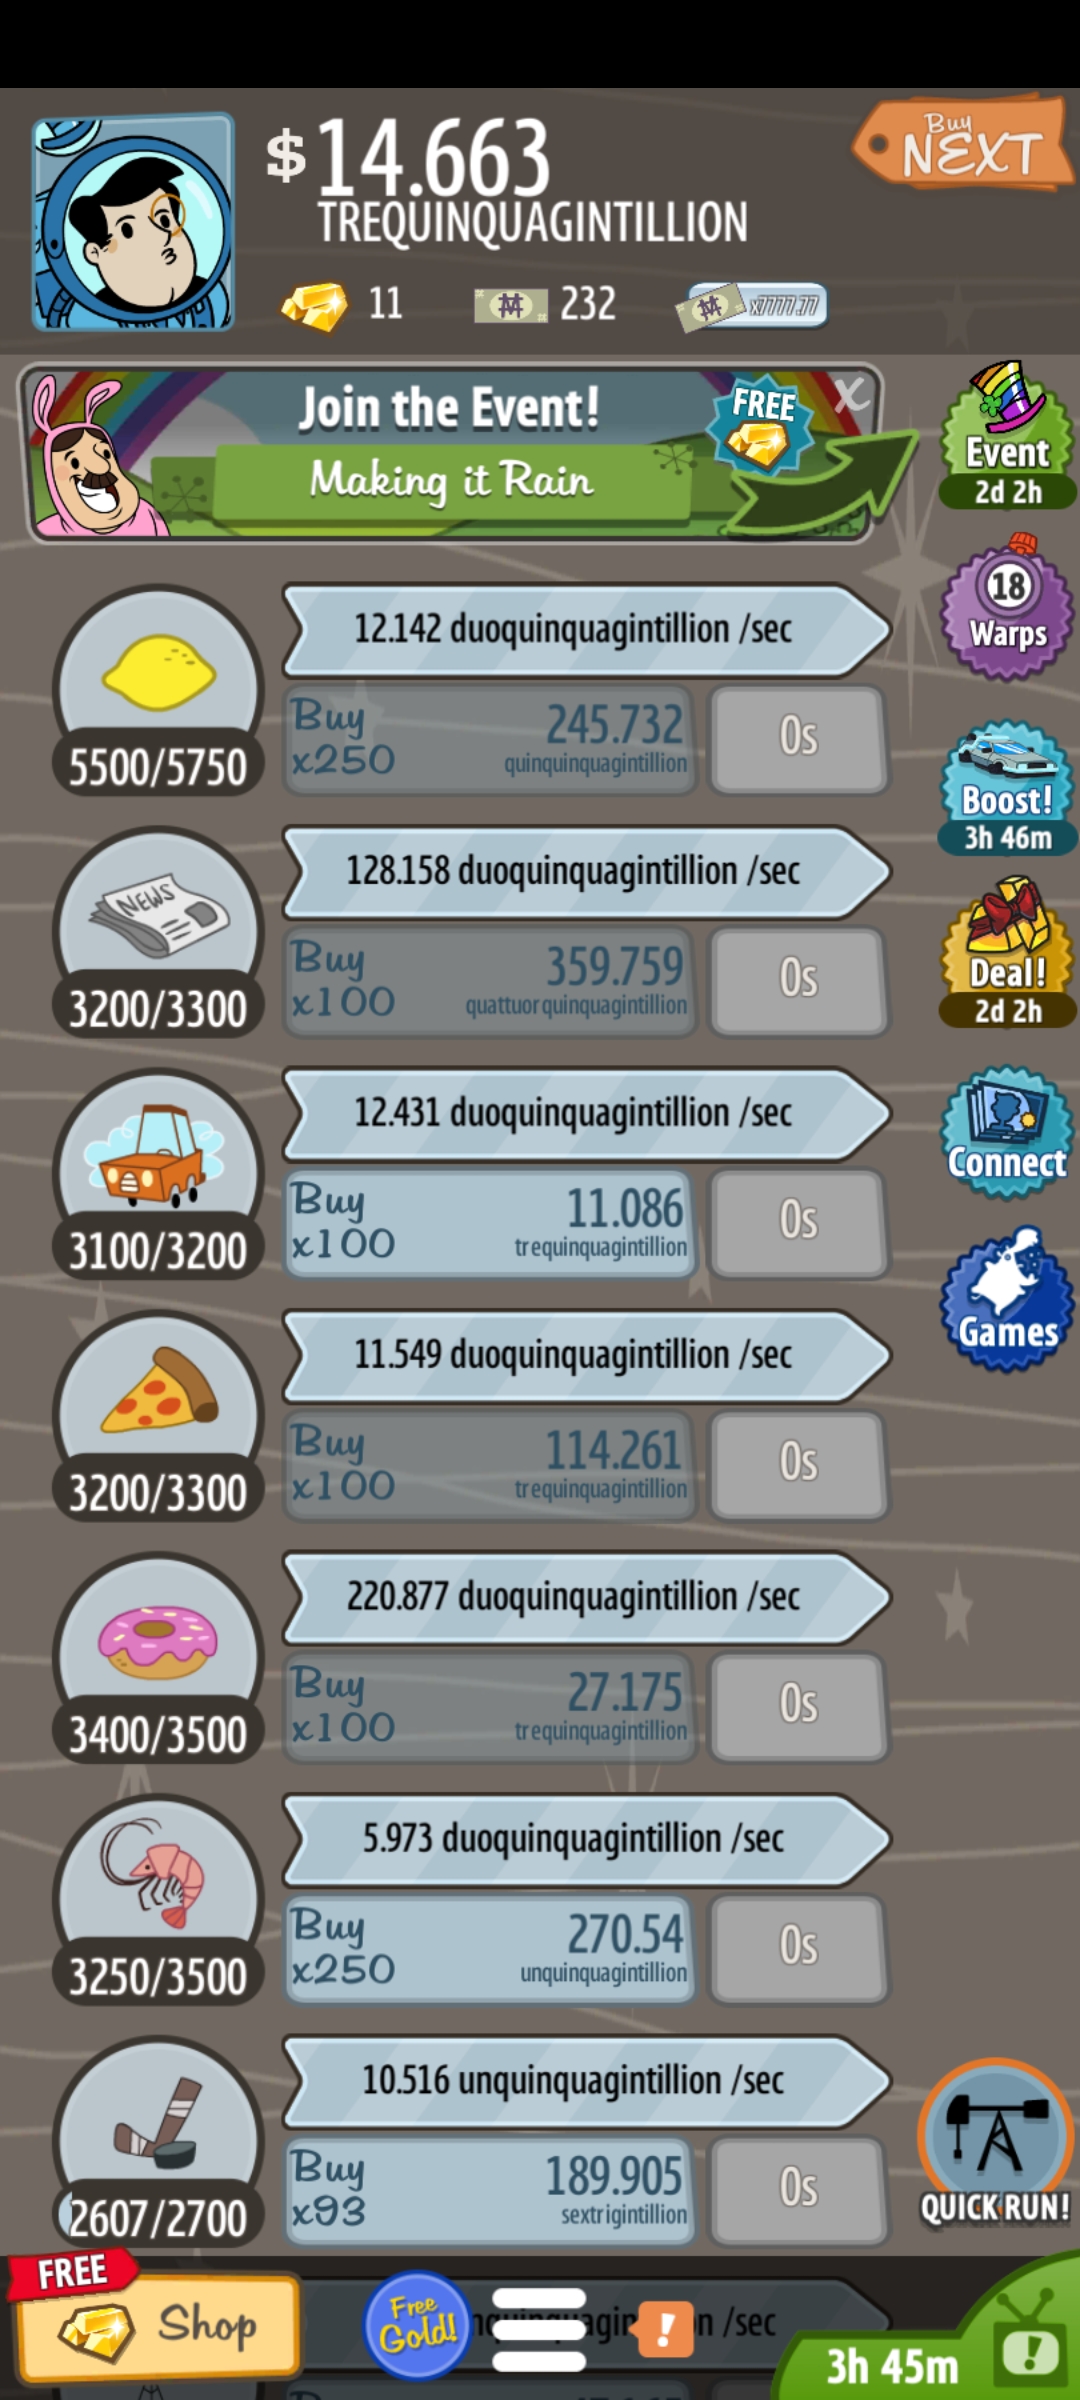 $14.663
TREQUINQUAGINTILLION
Buy
NEXT
11
232
x7777.77
Join the Event!
Making it Rain
FREE
X
Event
2d 2h
12.142 duoquinquagintillion /sec
Buy
x250
245.732
quinquinquagintillion
0s
5500/5750
18
Warps
Boost!
3h 46m
128.158 duoquinquagintillion /sec
NEWS
Buy
x100
359.759
quattuorquinquagintillion
0s
3200/3300
Deal!
2d 2h
12.431 duoquinquagintillion /sec
Buy
x100
11.086
trequinquagintillion
0s
3100/3200
Connect
Games
11.549 duoquinquagintillion /sec
Buy
x100
114.261
trequinquagintillion
0s
3200/3300
220.877 duoquinquagintillion /sec
Buy
x100
27.175
trequinquagintillion
0s
3400/3500
5.973 duoquinquagintillion /sec
Buy
x250
270.54
unquinquagintillion
0s
3250/3500
10.516 unquinquagintillion /sec
Buy
x93
189.905
sextrigintillion
0s
2607/2700
QUICK RUN!
FREE
Shop
Free
Gold!
!
/sec
3h 45m
!